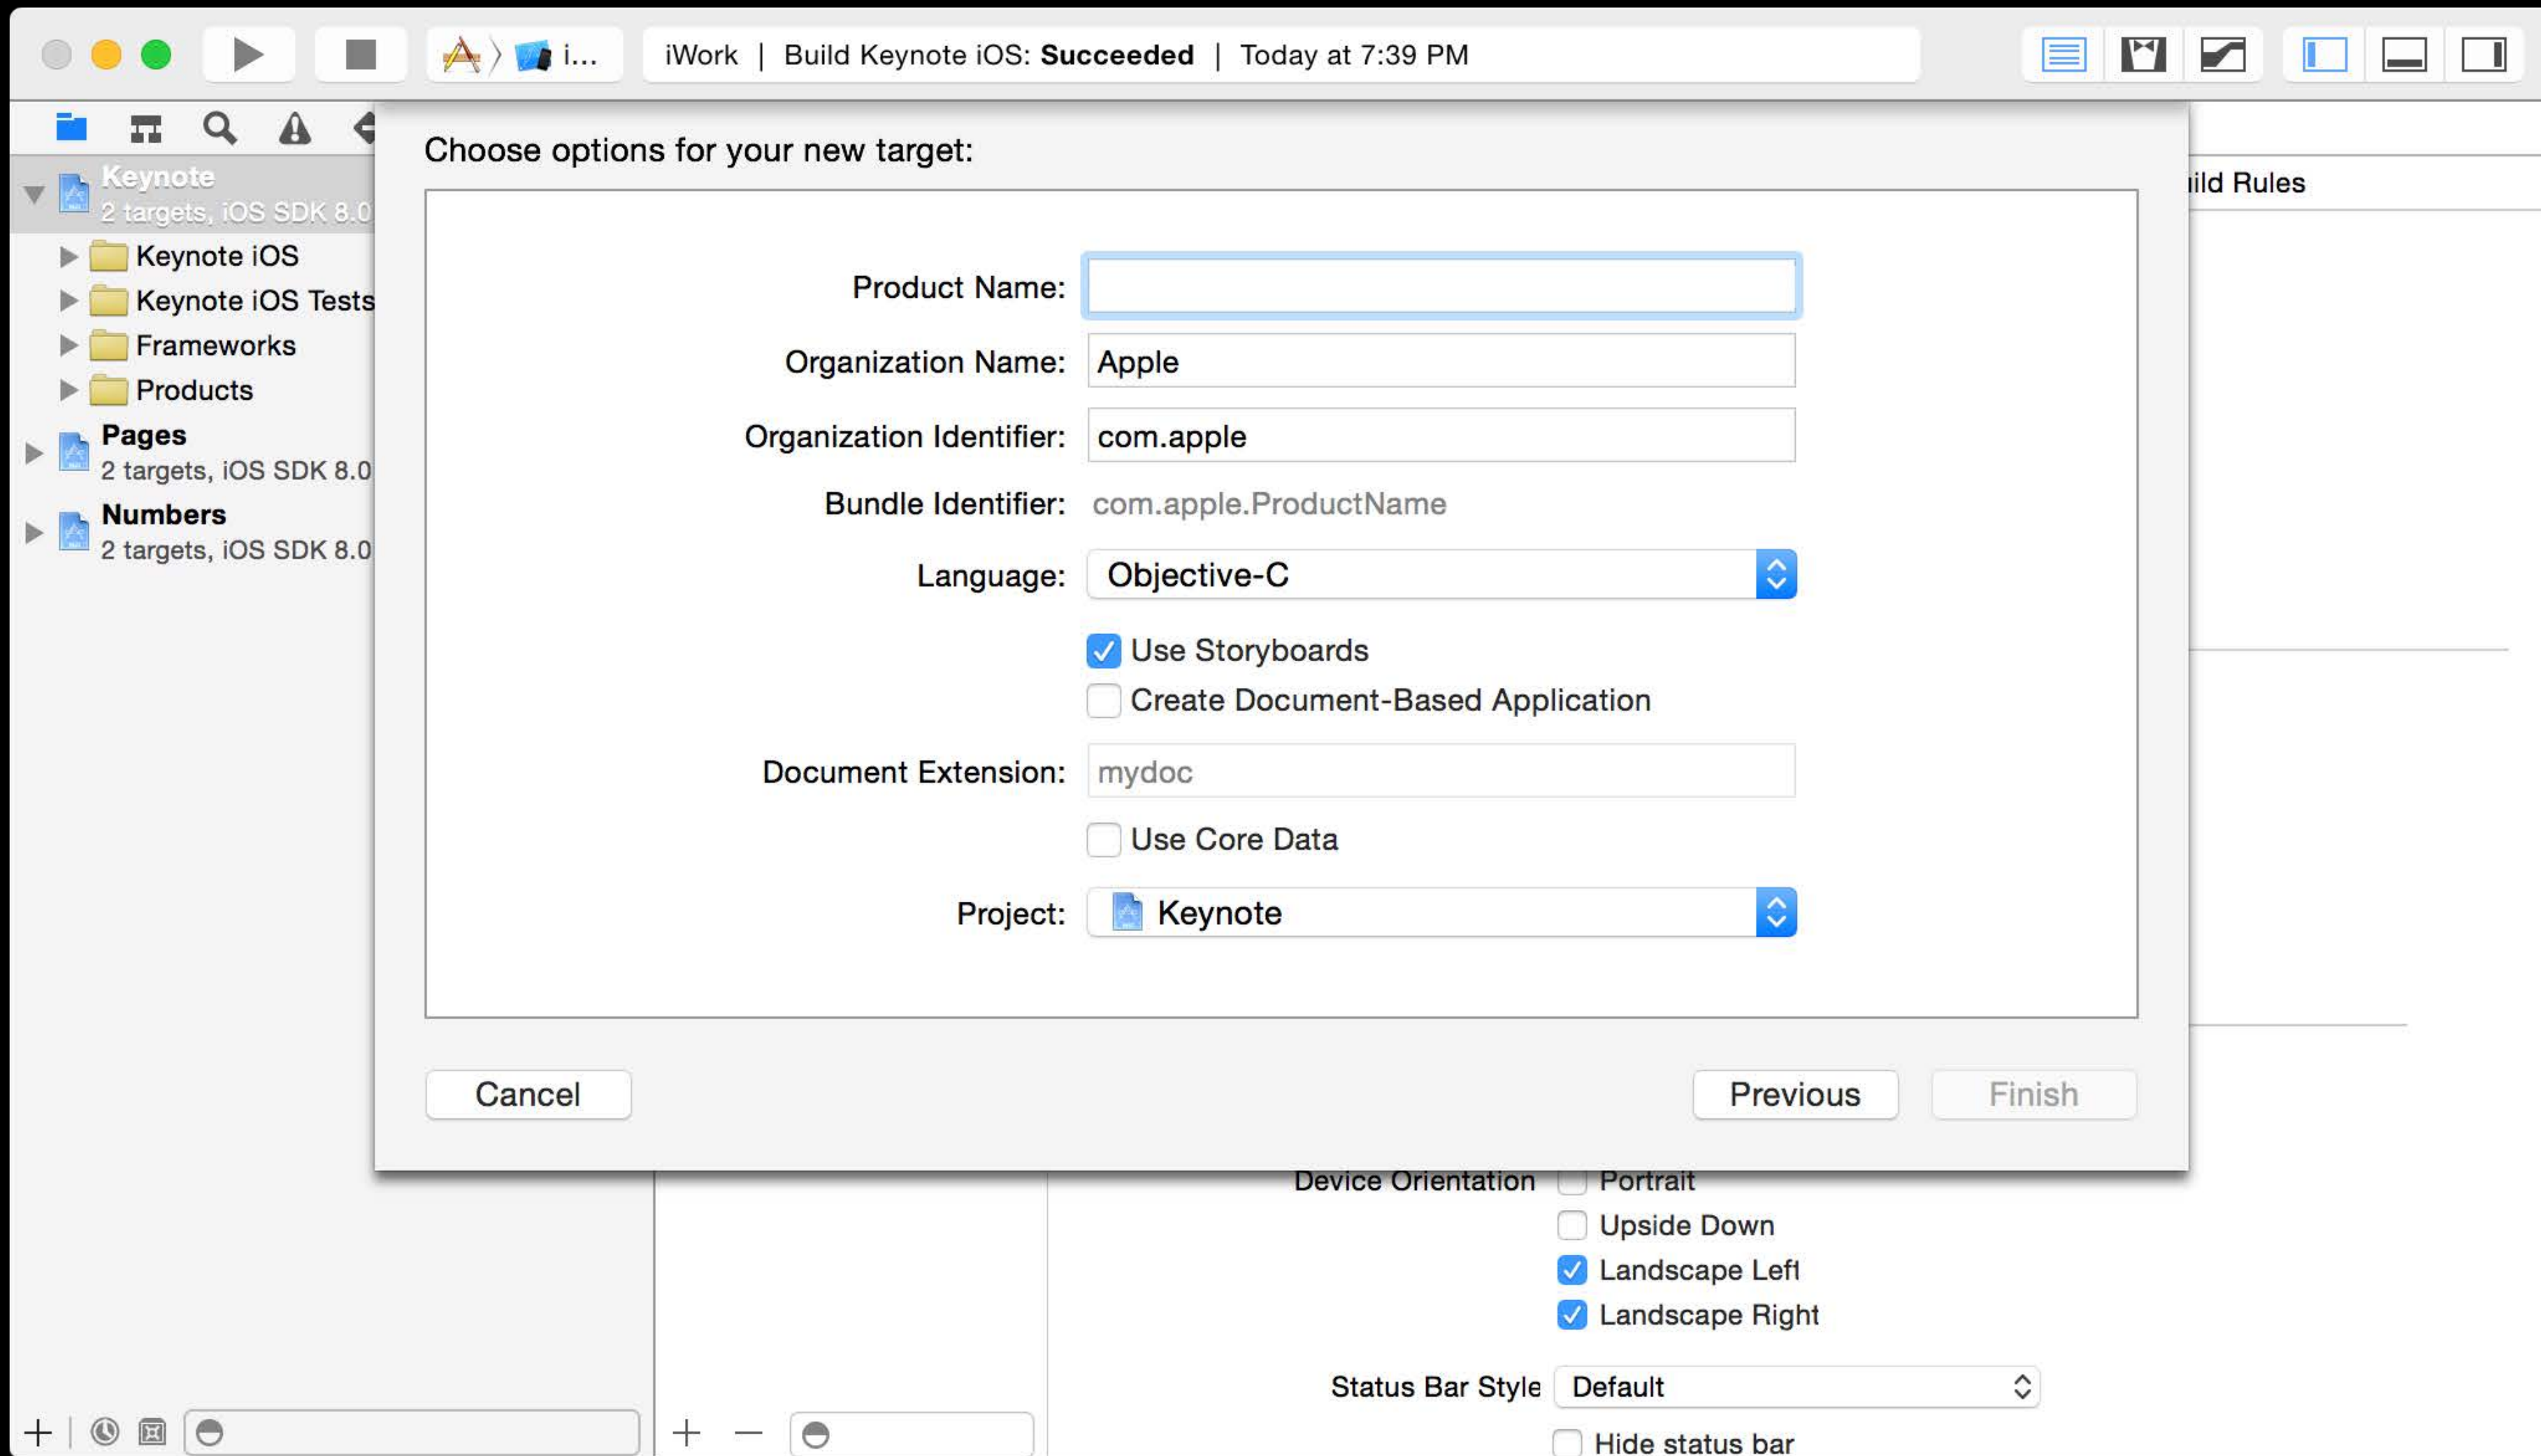 i...
iWork | Build Keynote iOS: Succeeded | Today at 7:39 PM
Keynote
2 targets, iOS SDK 8.0
Keynote iOS
Keynote iOS Tests
Frameworks
Products
Pages
2 targets, iOS SDK 8.0
Numbers
2 targets, iOS SDK 8.0
Choose options for your new target:
Product Name:
Organization Name: Apple
Organization Identifier: com.apple
Bundle Identifier: com.apple.ProductName
Language: Objective-C
Use Storyboards
Create Document-Based Application
Document Extension: mydoc
Use Core Data
Project: Keynote
Cancel
Previous
Finish
ild Rules
Device Orientation Portrait
Upside Down
Landscape Left
Landscape Right
Status Bar Style Default
Hide status bar